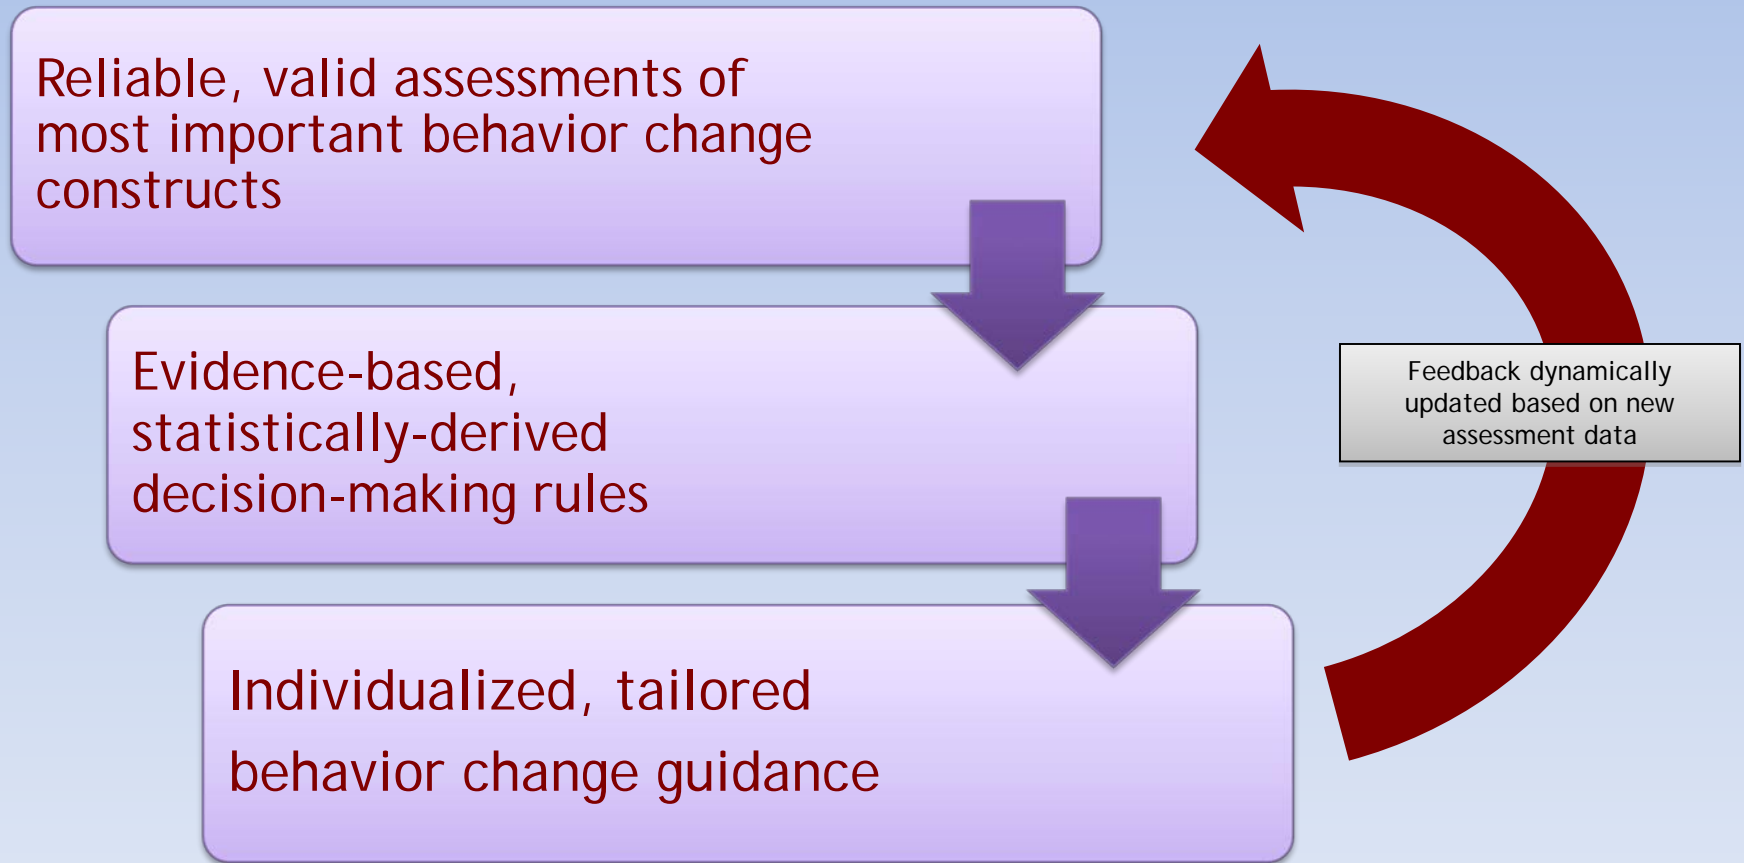 Reliable, valid assessments of
most important behavior change
constructs
Evidence-based,
statistically-derived
decision-making rules
Feedback dynamically
updated based on new
assessment data
Individualized, tailored
behavior change guidance